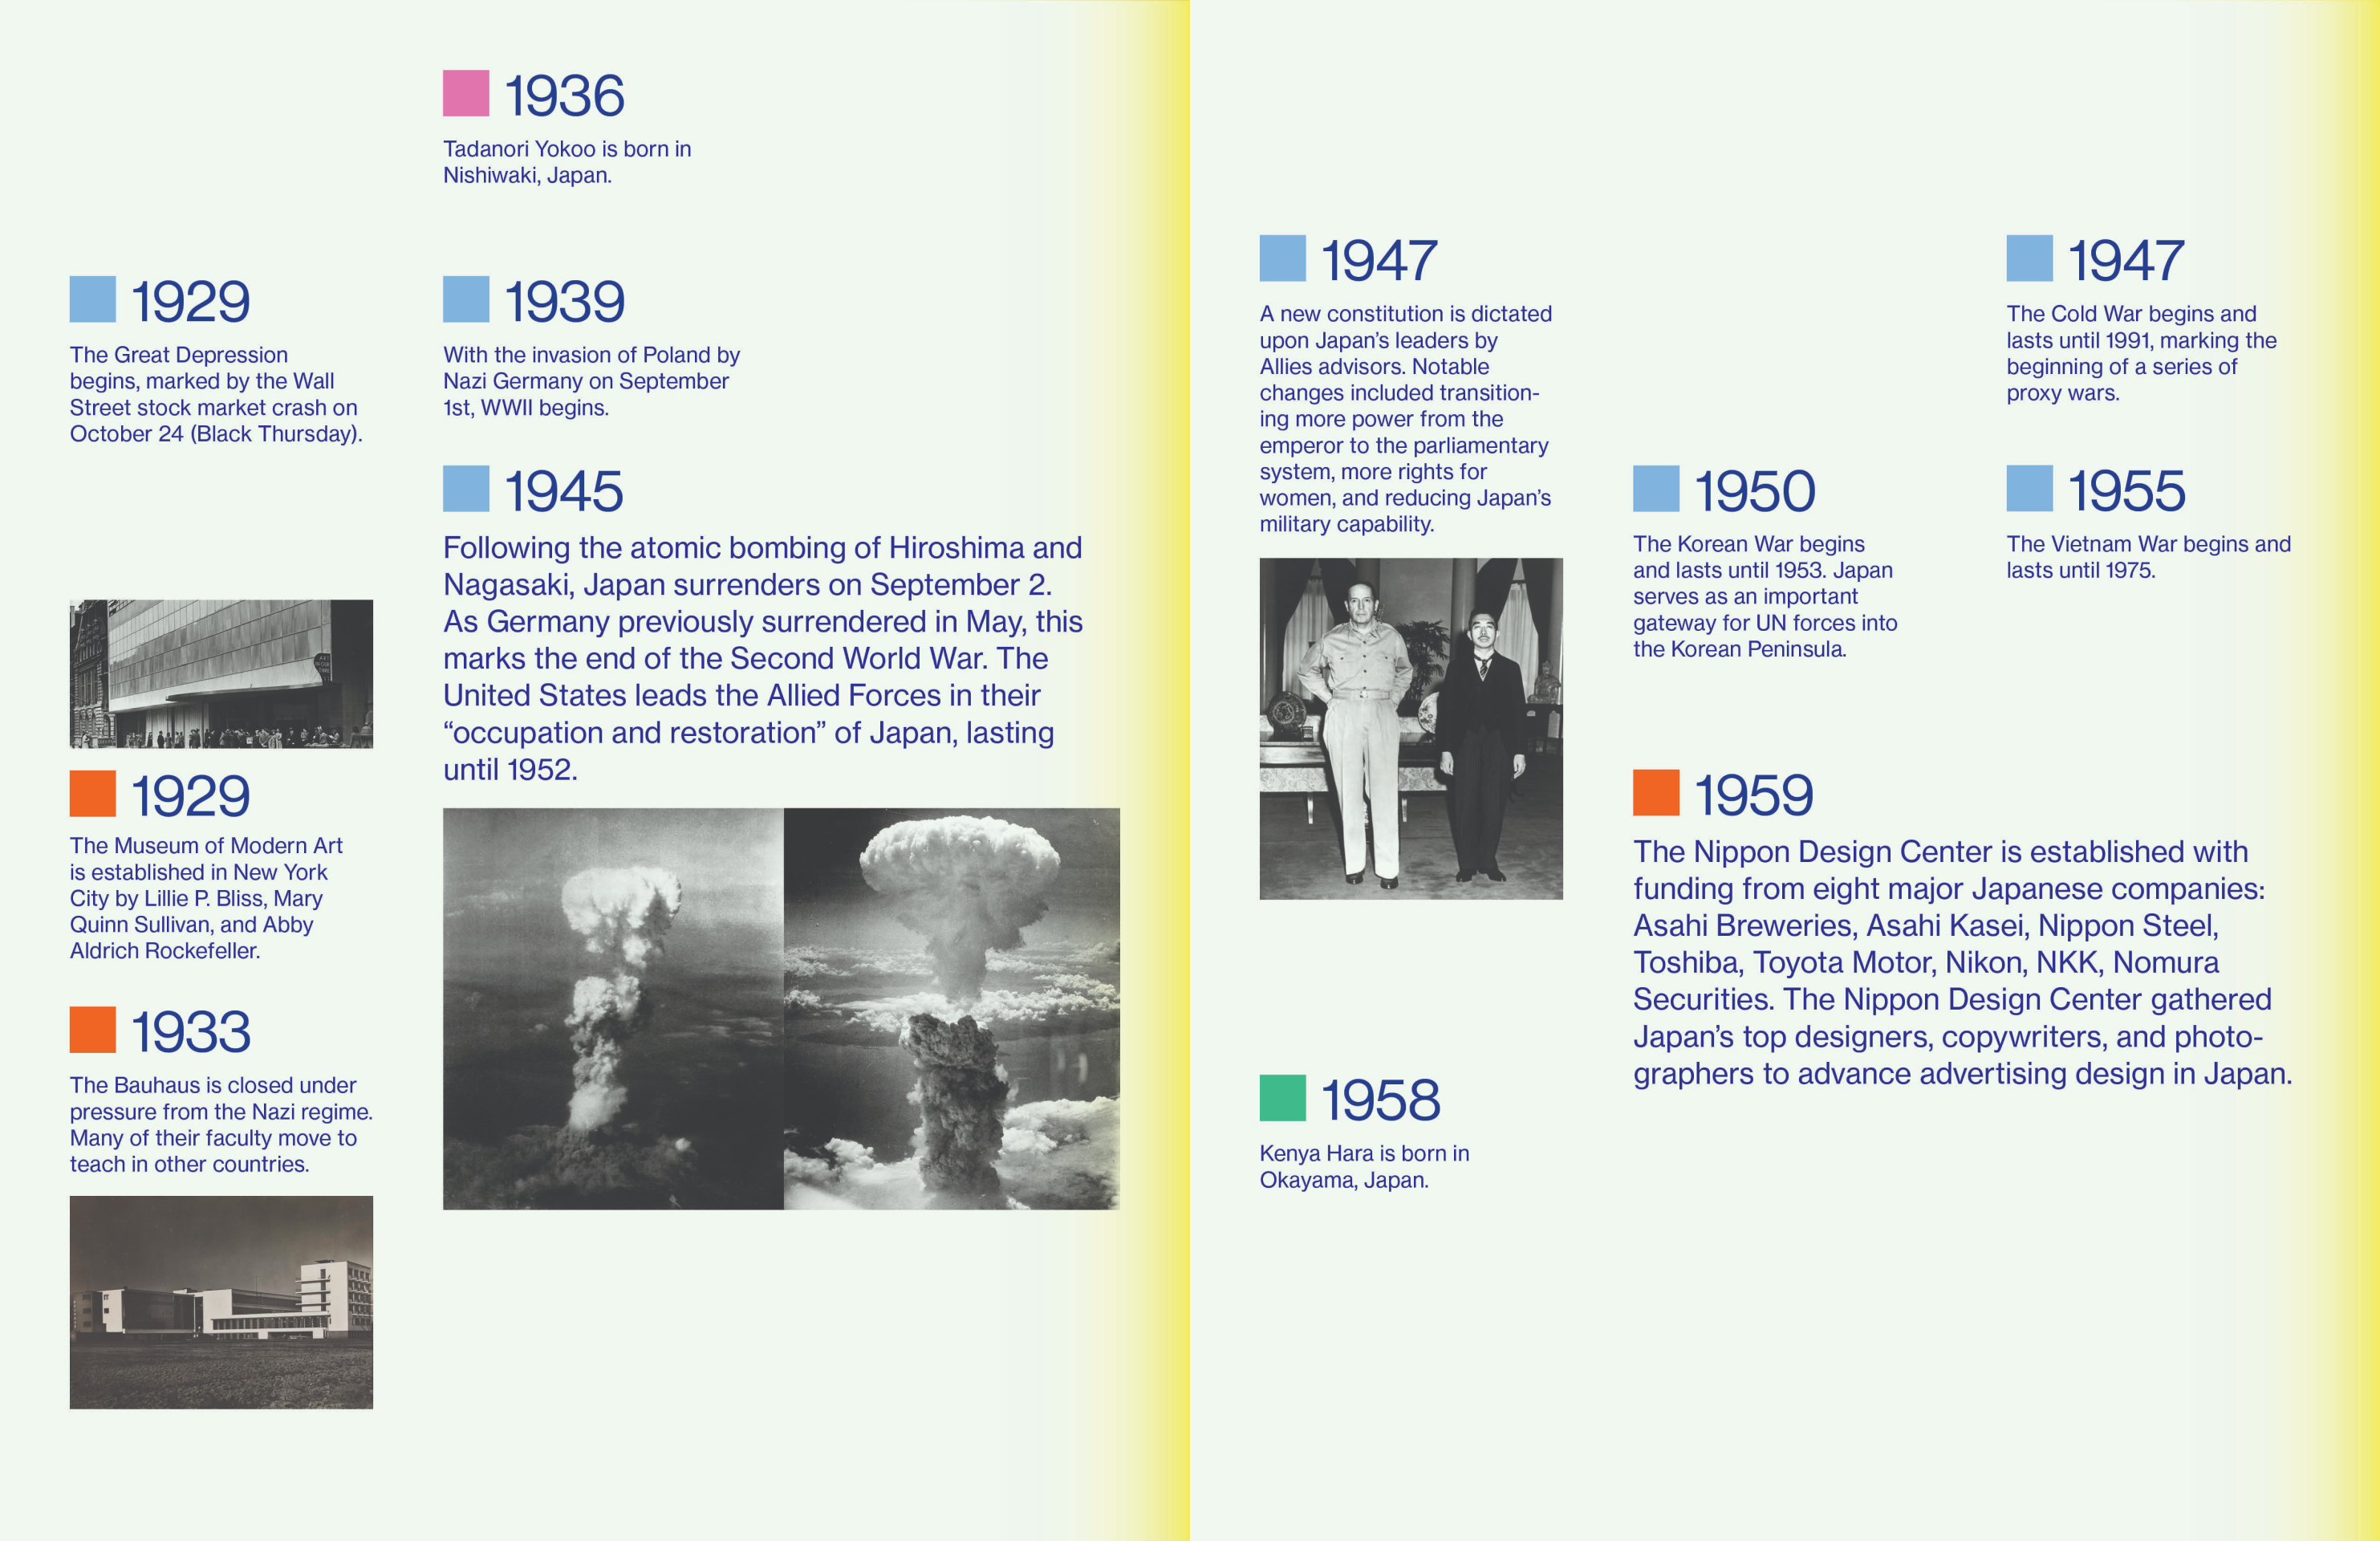 1936
Tadanori Yokoo is born in
Nishiwaki, Japan.
1929
The Great Depression
begins, marked by the Wall
Street stock market crash on
October 24 (Black Thursday).
1939
With the invasion of Poland by
Nazi Germany on September
1st, WWII begins.
1945
Following the atomic bombing of Hiroshima and
Nagasaki, Japan surrenders on September 2.
As Germany previously surrendered in May, this
marks the end of the Second World War. The
United States leads the Allied Forces in their
“occupation and restoration” of Japan, lasting
until 1952.
1929
The Museum of Modern Art
is established in New York
City by Lillie P. Bliss, Mary
Quinn Sullivan, and Abby
Aldrich Rockefeller.
1933
The Bauhaus is closed under
pressure from the Nazi regime.
Many of their faculty move to
teach in other countries.
1947
A new constitution is dictated
upon Japan’s leaders by
Allies advisors. Notable
changes included transition-
ing more power from the
emperor to the parliamentary
system, more rights for
women, and reducing Japan’s
military capability.
1947
The Cold War begins and
lasts until 1991, marking the
beginning of a series of
proxy wars.
1950
The Korean War begins
and lasts until 1953. Japan
serves as an important
gateway for UN forces into
the Korean Peninsula.
1955
The Vietnam War begins and
lasts until 1975.
1959
The Nippon Design Center is established with
funding from eight major Japanese companies:
Asahi Breweries, Asahi Kasei, Nippon Steel,
Toshiba, Toyota Motor, Nikon, NKK, Nomura
Securities. The Nippon Design Center gathered
Japan’s top designers, copywriters, and photo-
graphers to advance advertising design in Japan.
1958
Kenya Hara is born in
Okayama, Japan.